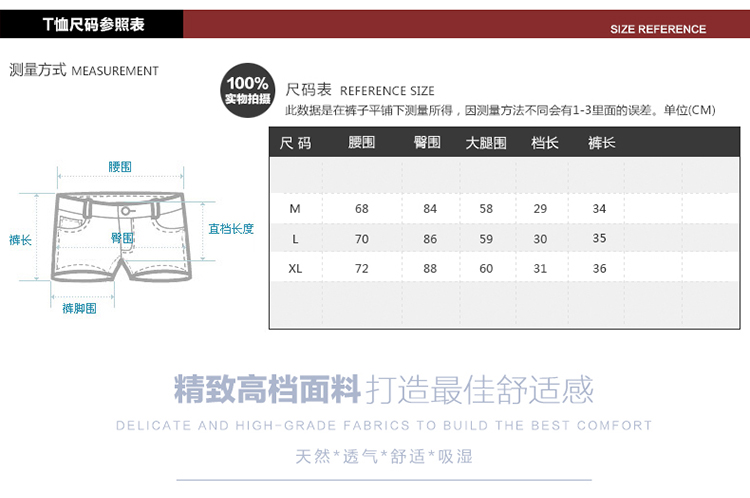 T恤尺码参照表 SIZE REFERENCE
测量方式 MEASUREMENT
100%
实物拍摄
尺码表 REFERENCE SIZE
此数据是在裤子平铺下测量所得，因测量方法不同会有1-3里面的误差。单位(CM)
尺 码 腰围 臀围 大腿围 档长 裤长
M 68 84 58 29 34
L 70 86 59 30 35
XL 72 88 60 31 36
腰围
裤长
臀围
直档长度
裤脚围
精致高档面料 打造最佳舒适感
DELICATE AND HIGH-GRADE FABRICS TO BUILD THE BEST COMFORT
天然*透气*舒适*吸湿